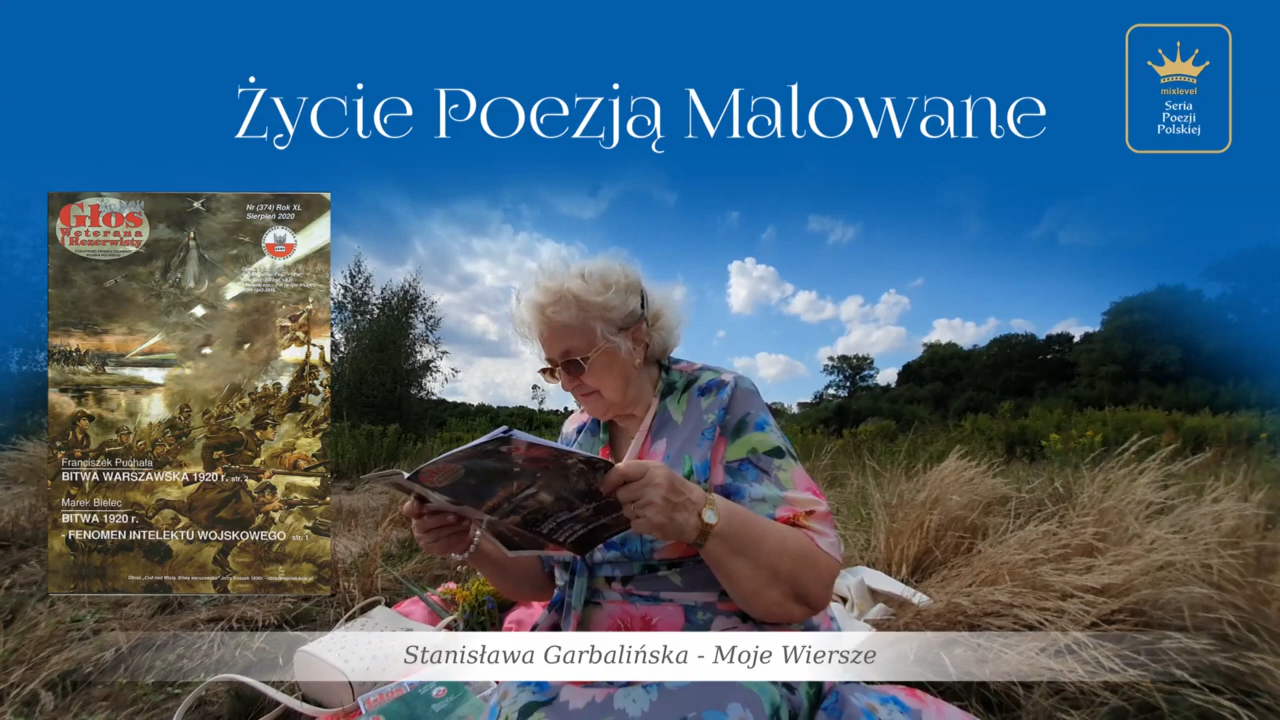 Życie Poezją Malowane
mixlevel
Seria
Poezji
Polskiej
Głos
Weterana
i Rezerwisty
Nr (374) Rok XL
Sierpień 2020
Franciszek Puchała
BITWA WARSZAWSKA 1920 r. str. 2
Marek Bielec
BITWA 1920 r.
- FENOMEN INTELEKTU WOJSKOWEGO str. 1
Stanisława Garbalińska - Moje Wiersze